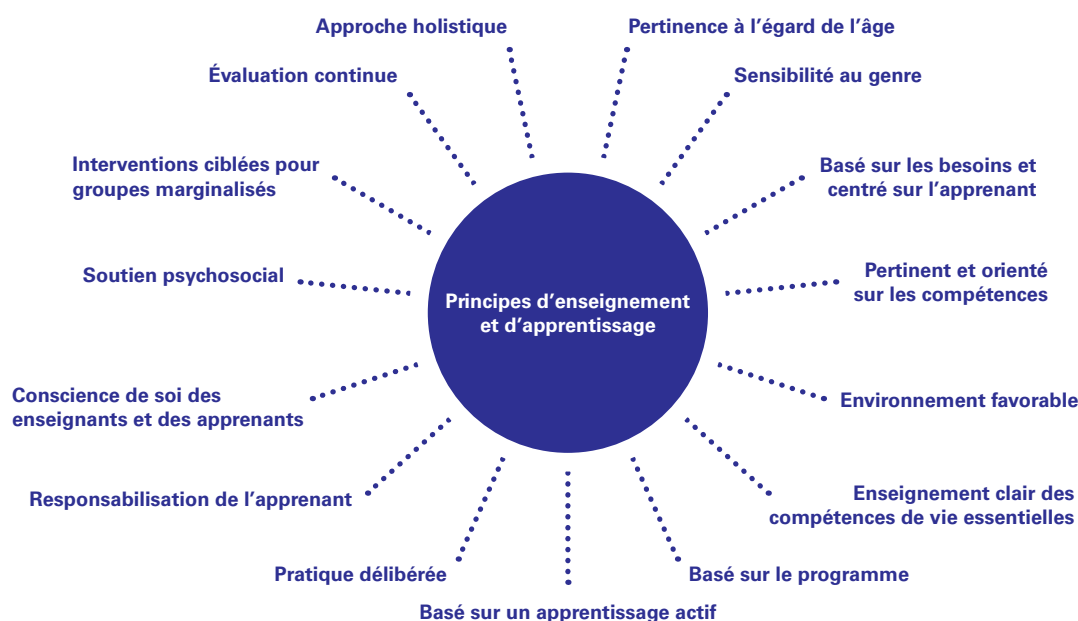 Approche holistique
Pertinence à l'égard de l'âge
Évaluation continue
Sensibilité au genre
Interventions ciblées pour
groupes marginalisés
Basé sur les besoins et
centré sur l'apprenant
Soutien psychosocial
Pertinent et orienté
sur les compétences
Principes d'enseignement
et d'apprentissage
Conscience de soi des
enseignants et des apprenants
Environnement favorable
Responsabilisation de l'apprenant
Enseignement clair des
compétences de vie essentielles
Pratique délibérée
Basé sur le programme
Basé sur un apprentissage actif